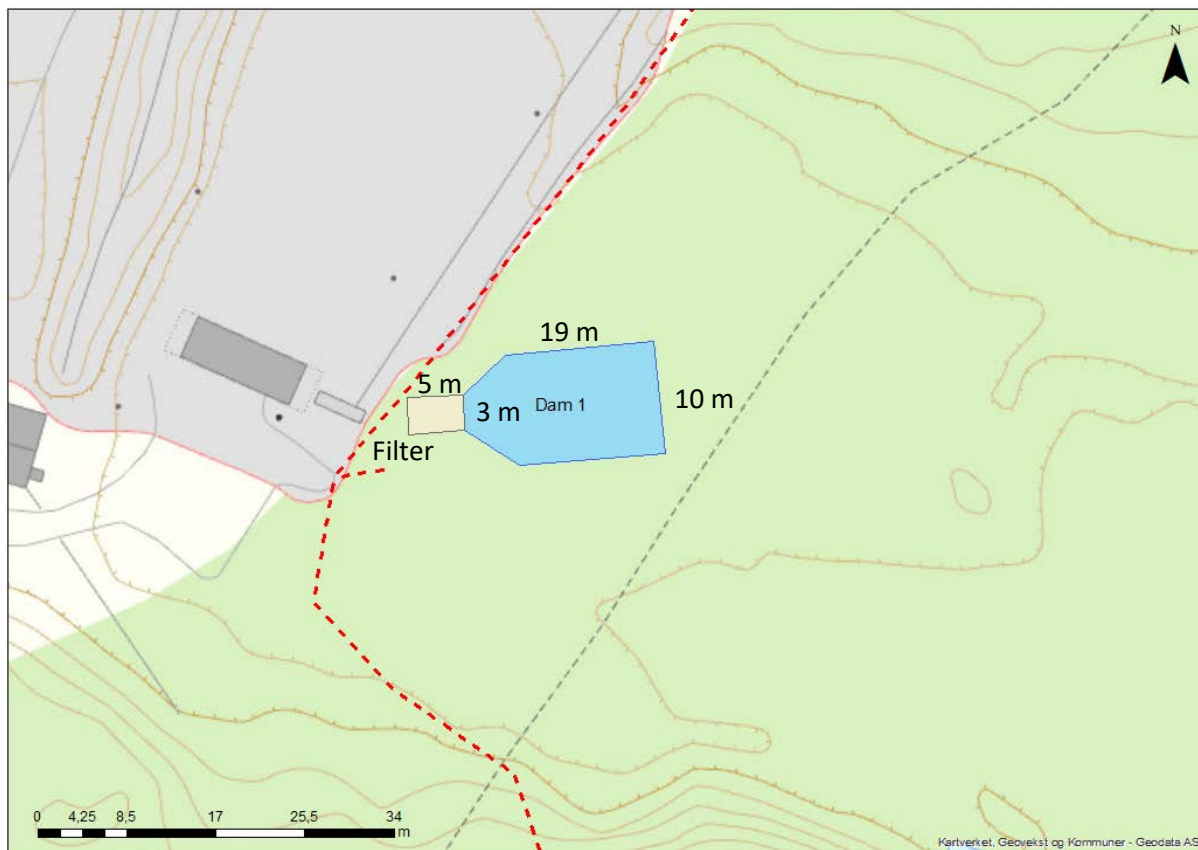 N
19 m
5 m
3 m
Dam 1
10 m
Filter
0 4,25 8,5 17 25,5 34
m
Kartverket, Geovekst og Kommuner - Geodata AS